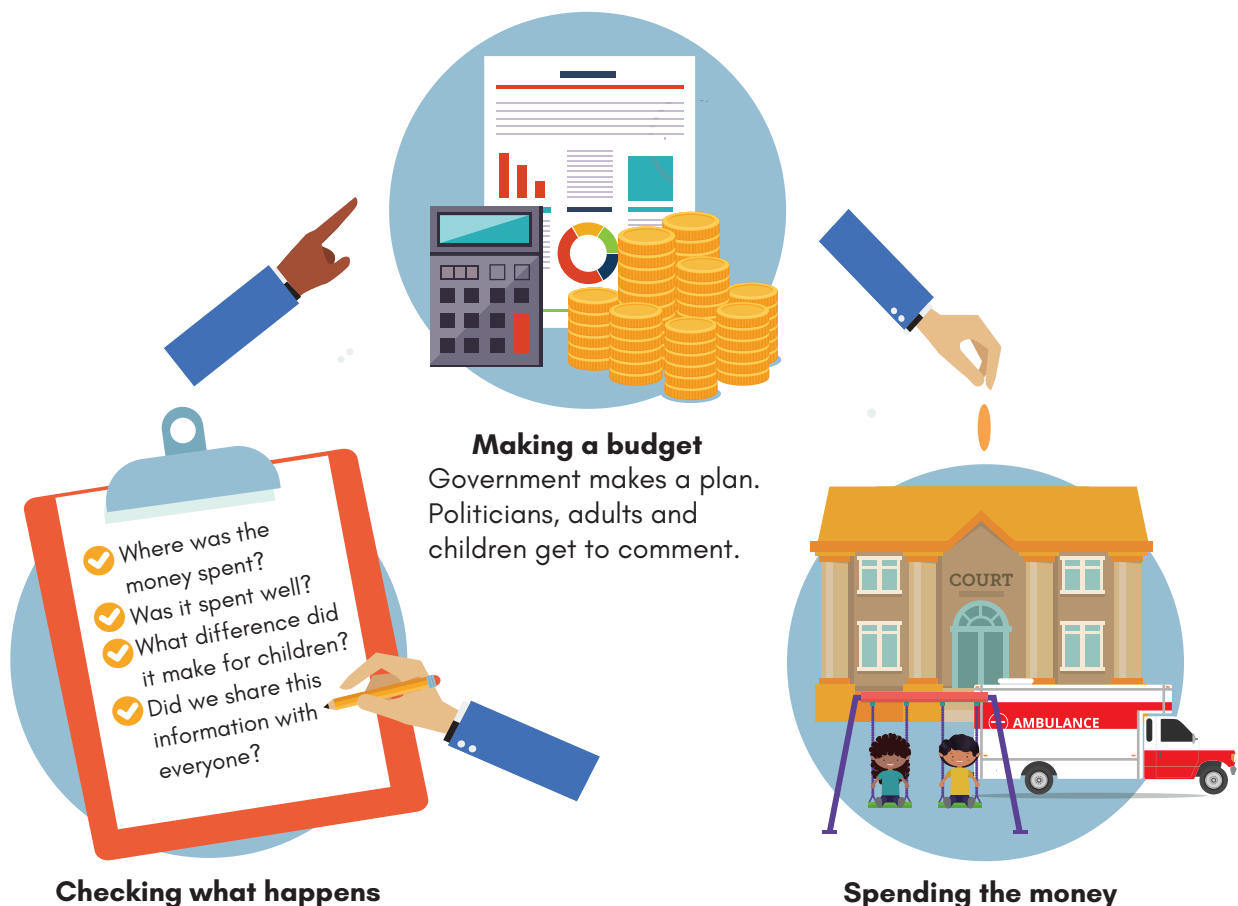 Making a budget
Government makes a plan.
Politicians, adults and
children get to comment.
Where was the
money spent?
Was it spent well?
What difference did
it make for children?
Did we share this
information with
everyone?
Checking what happens
COURT
AMBULANCE
Spending the money